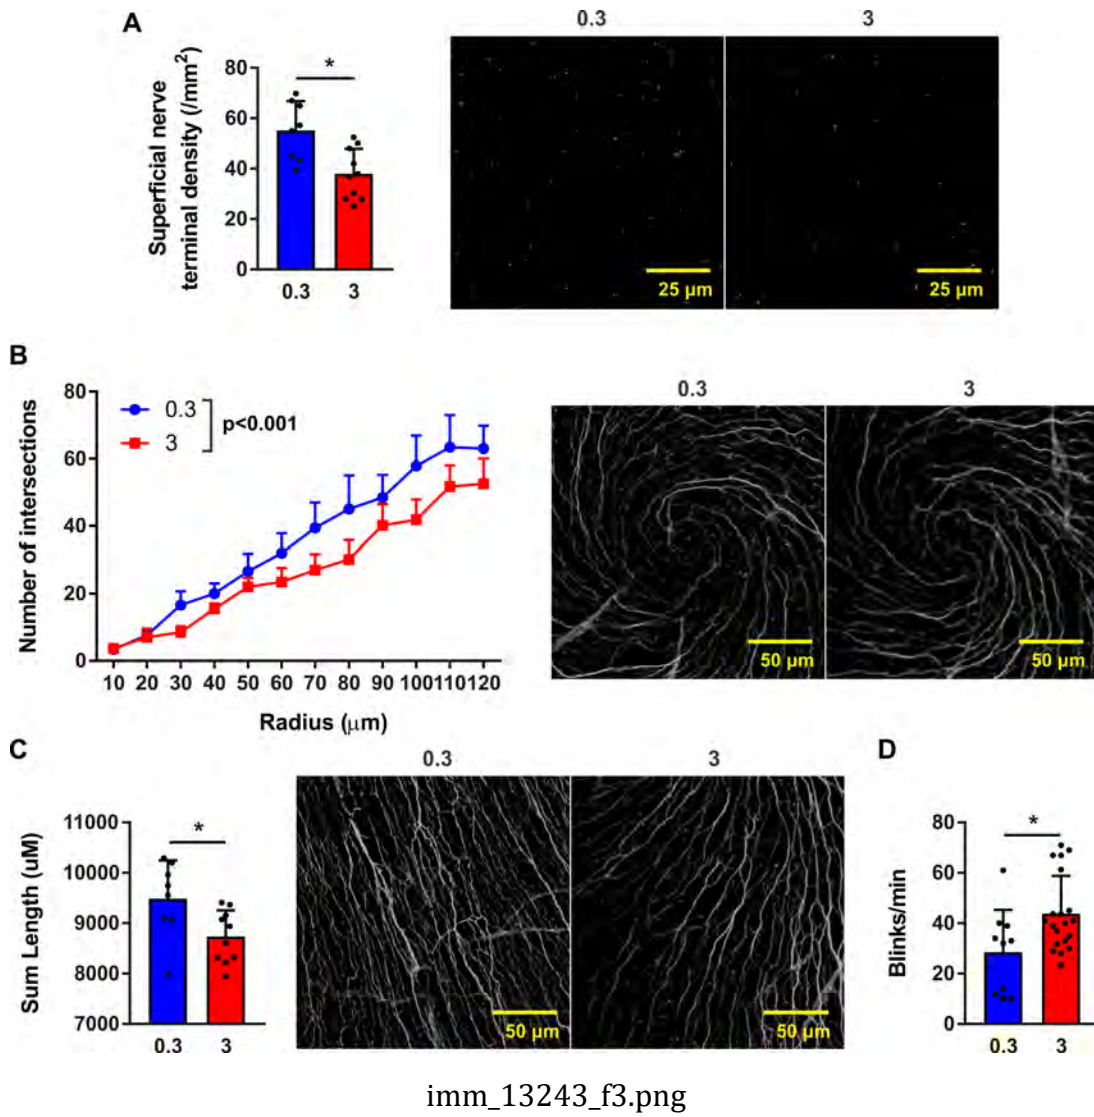 A
0.3 3
Superficial nerve
terminal density (/mm²)
80
60
40
20
0
*
0.3 3
25 µm 25 µm
B
0.3 3
Number of intersections
80
60
40
20
0
0.3
3
p<0.001
10 20 30 40 50 60 70 80 90 100 110 120
Radius (µm)
50 µm 50 µm
C
0.3 3
Sum Length (uM)
11000
10000
9000
8000
7000
*
0.3 3
50 µm 50 µm
D
Blinks/min
80
60
40
20
0
*
0.3 3
imm_13243_f3.png